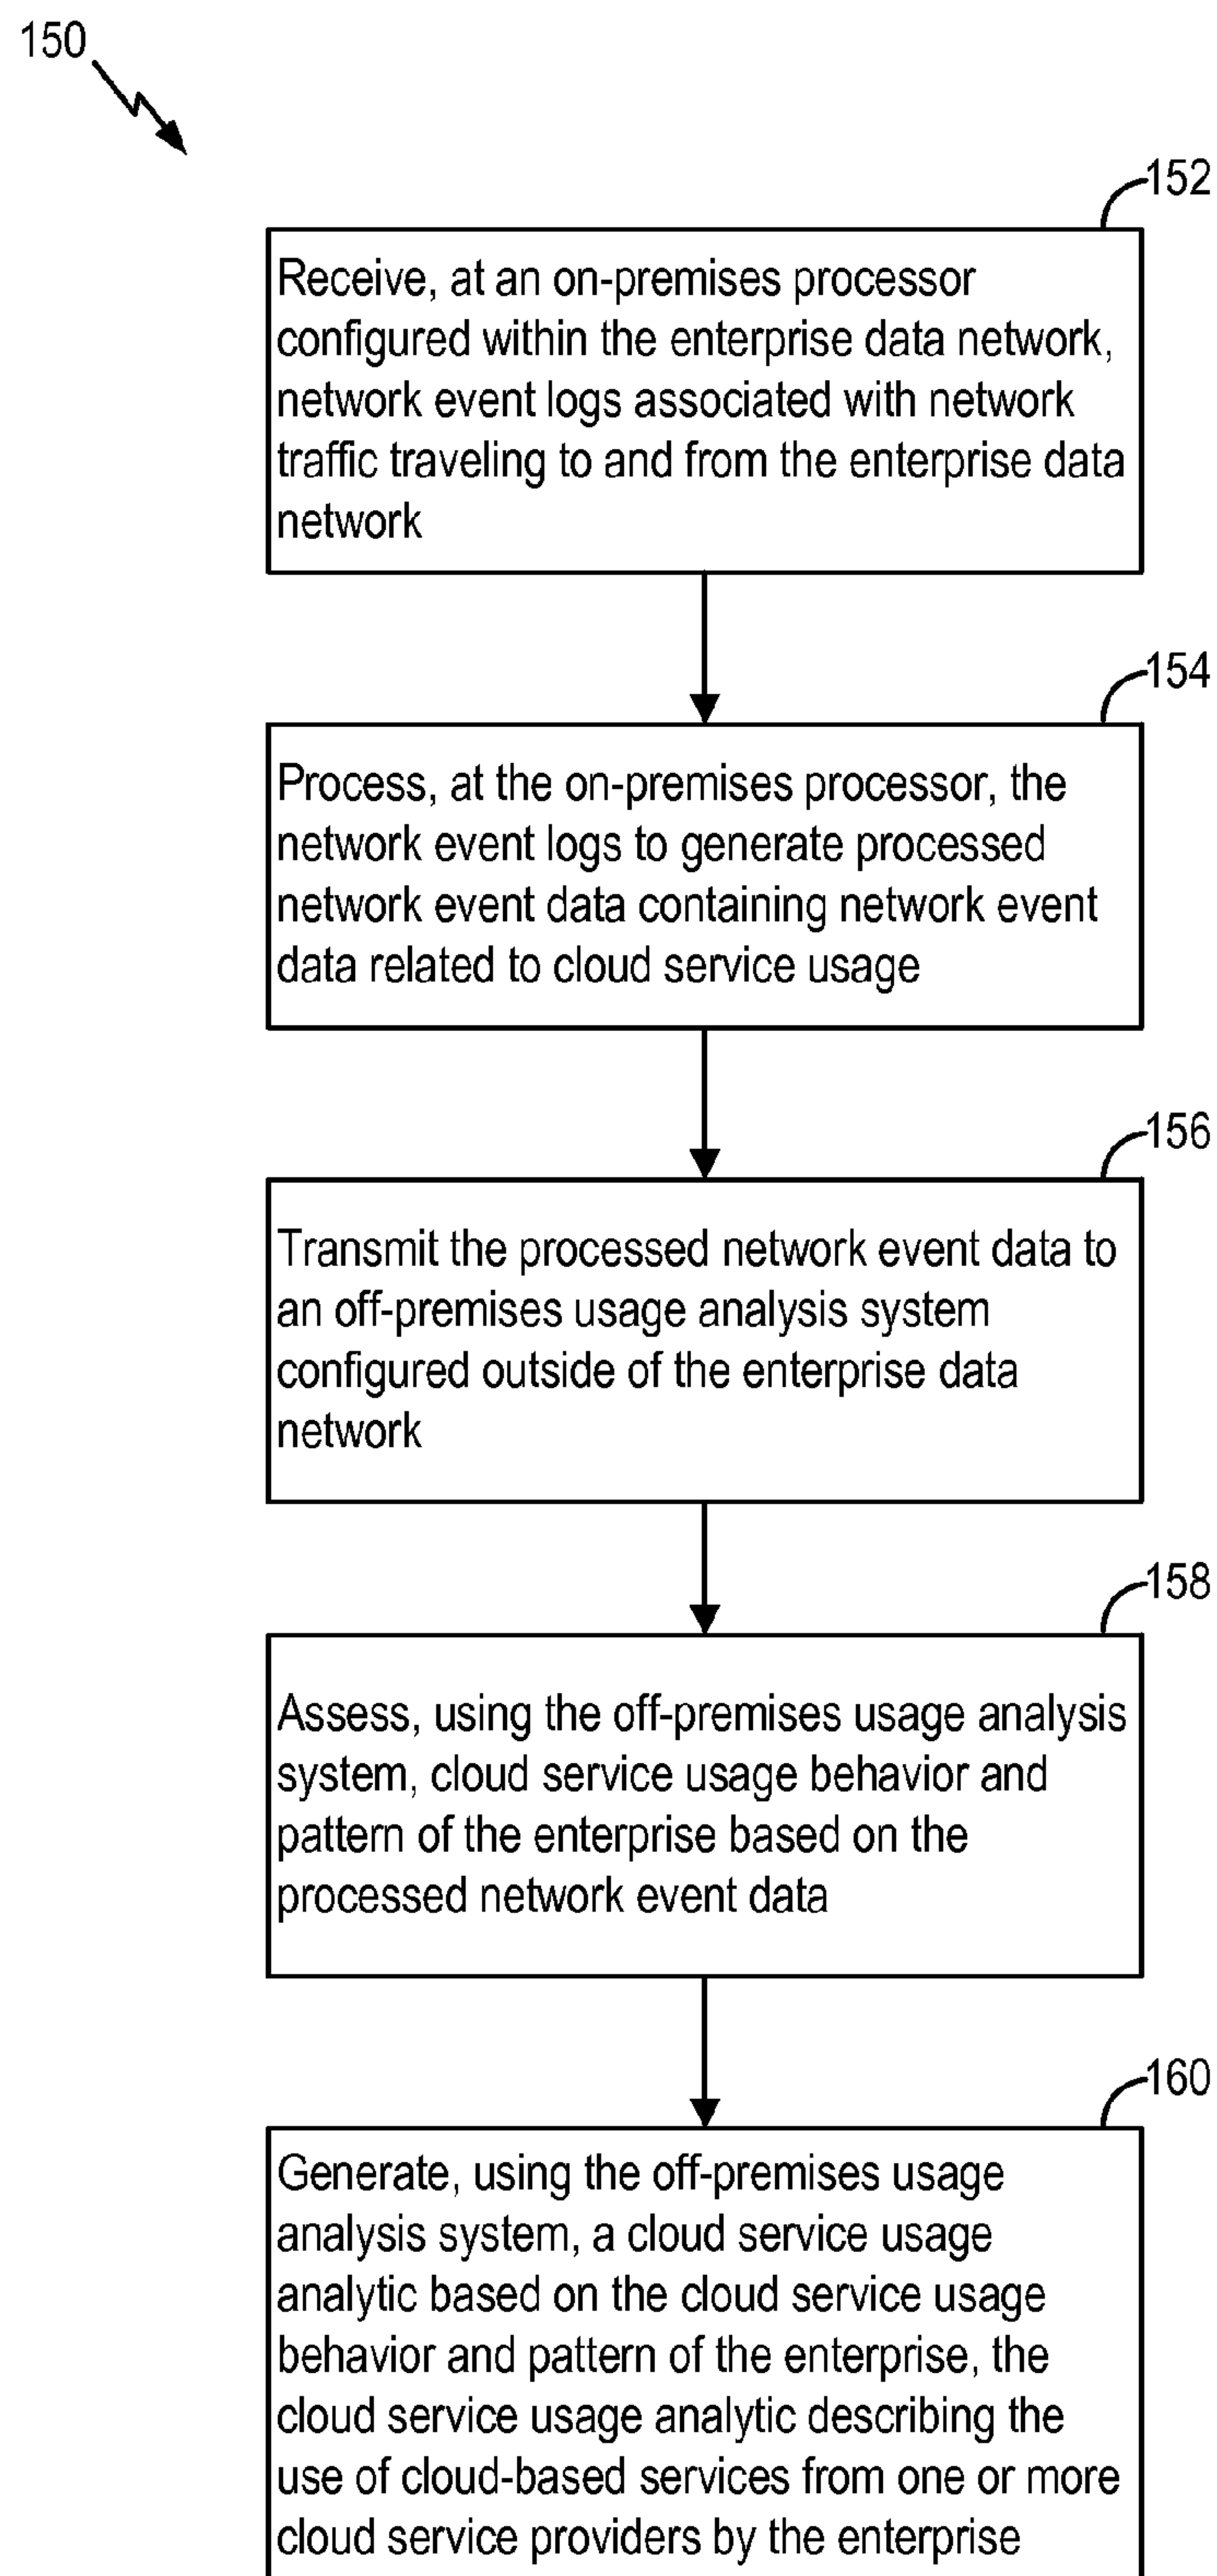 150
152
Receive, at an on-premises processor
configured within the enterprise data network,
network event logs associated with network
traffic traveling to and from the enterprise data
network
154
Process, at the on-premises processor, the
network event logs to generate processed
network event data containing network event
data related to cloud service usage
156
Transmit the processed network event data to
an off-premises usage analysis system
configured outside of the enterprise data
network
158
Assess, using the off-premises usage analysis
system, cloud service usage behavior and
pattern of the enterprise based on the
processed network event data
160
Generate, using the off-premises usage
analysis system, a cloud service usage
analytic based on the cloud service usage
behavior and pattern of the enterprise, the
cloud service usage analytic describing the
use of cloud-based services from one or more
cloud service providers by the enterprise